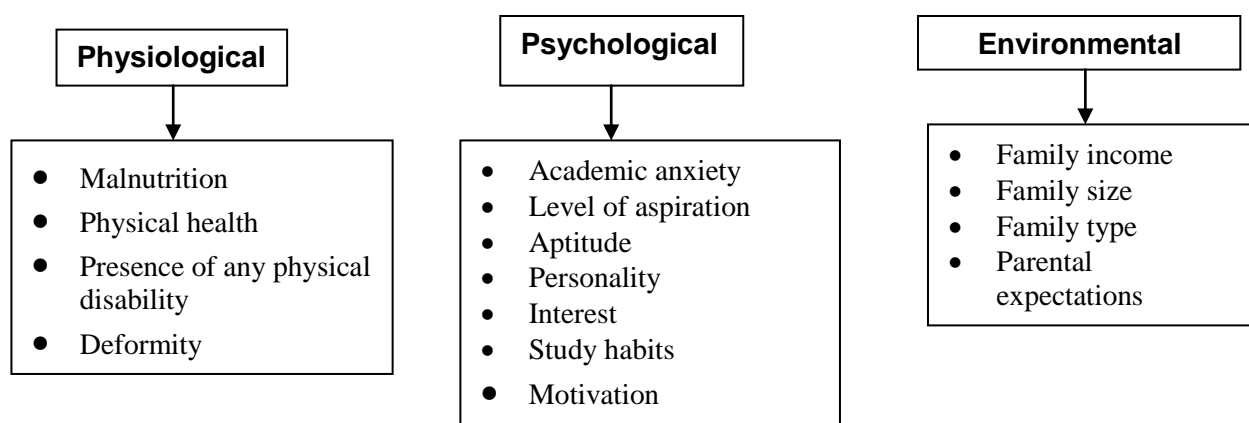 Physiological
Malnutrition
Physical health
Presence of any physical
disability
Deformity
Psychological
Academic anxiety
Level of aspiration
Aptitude
Personality
Interest
Study habits
Motivation
Environmental
Family income
Family size
Family type
Parental
expectations